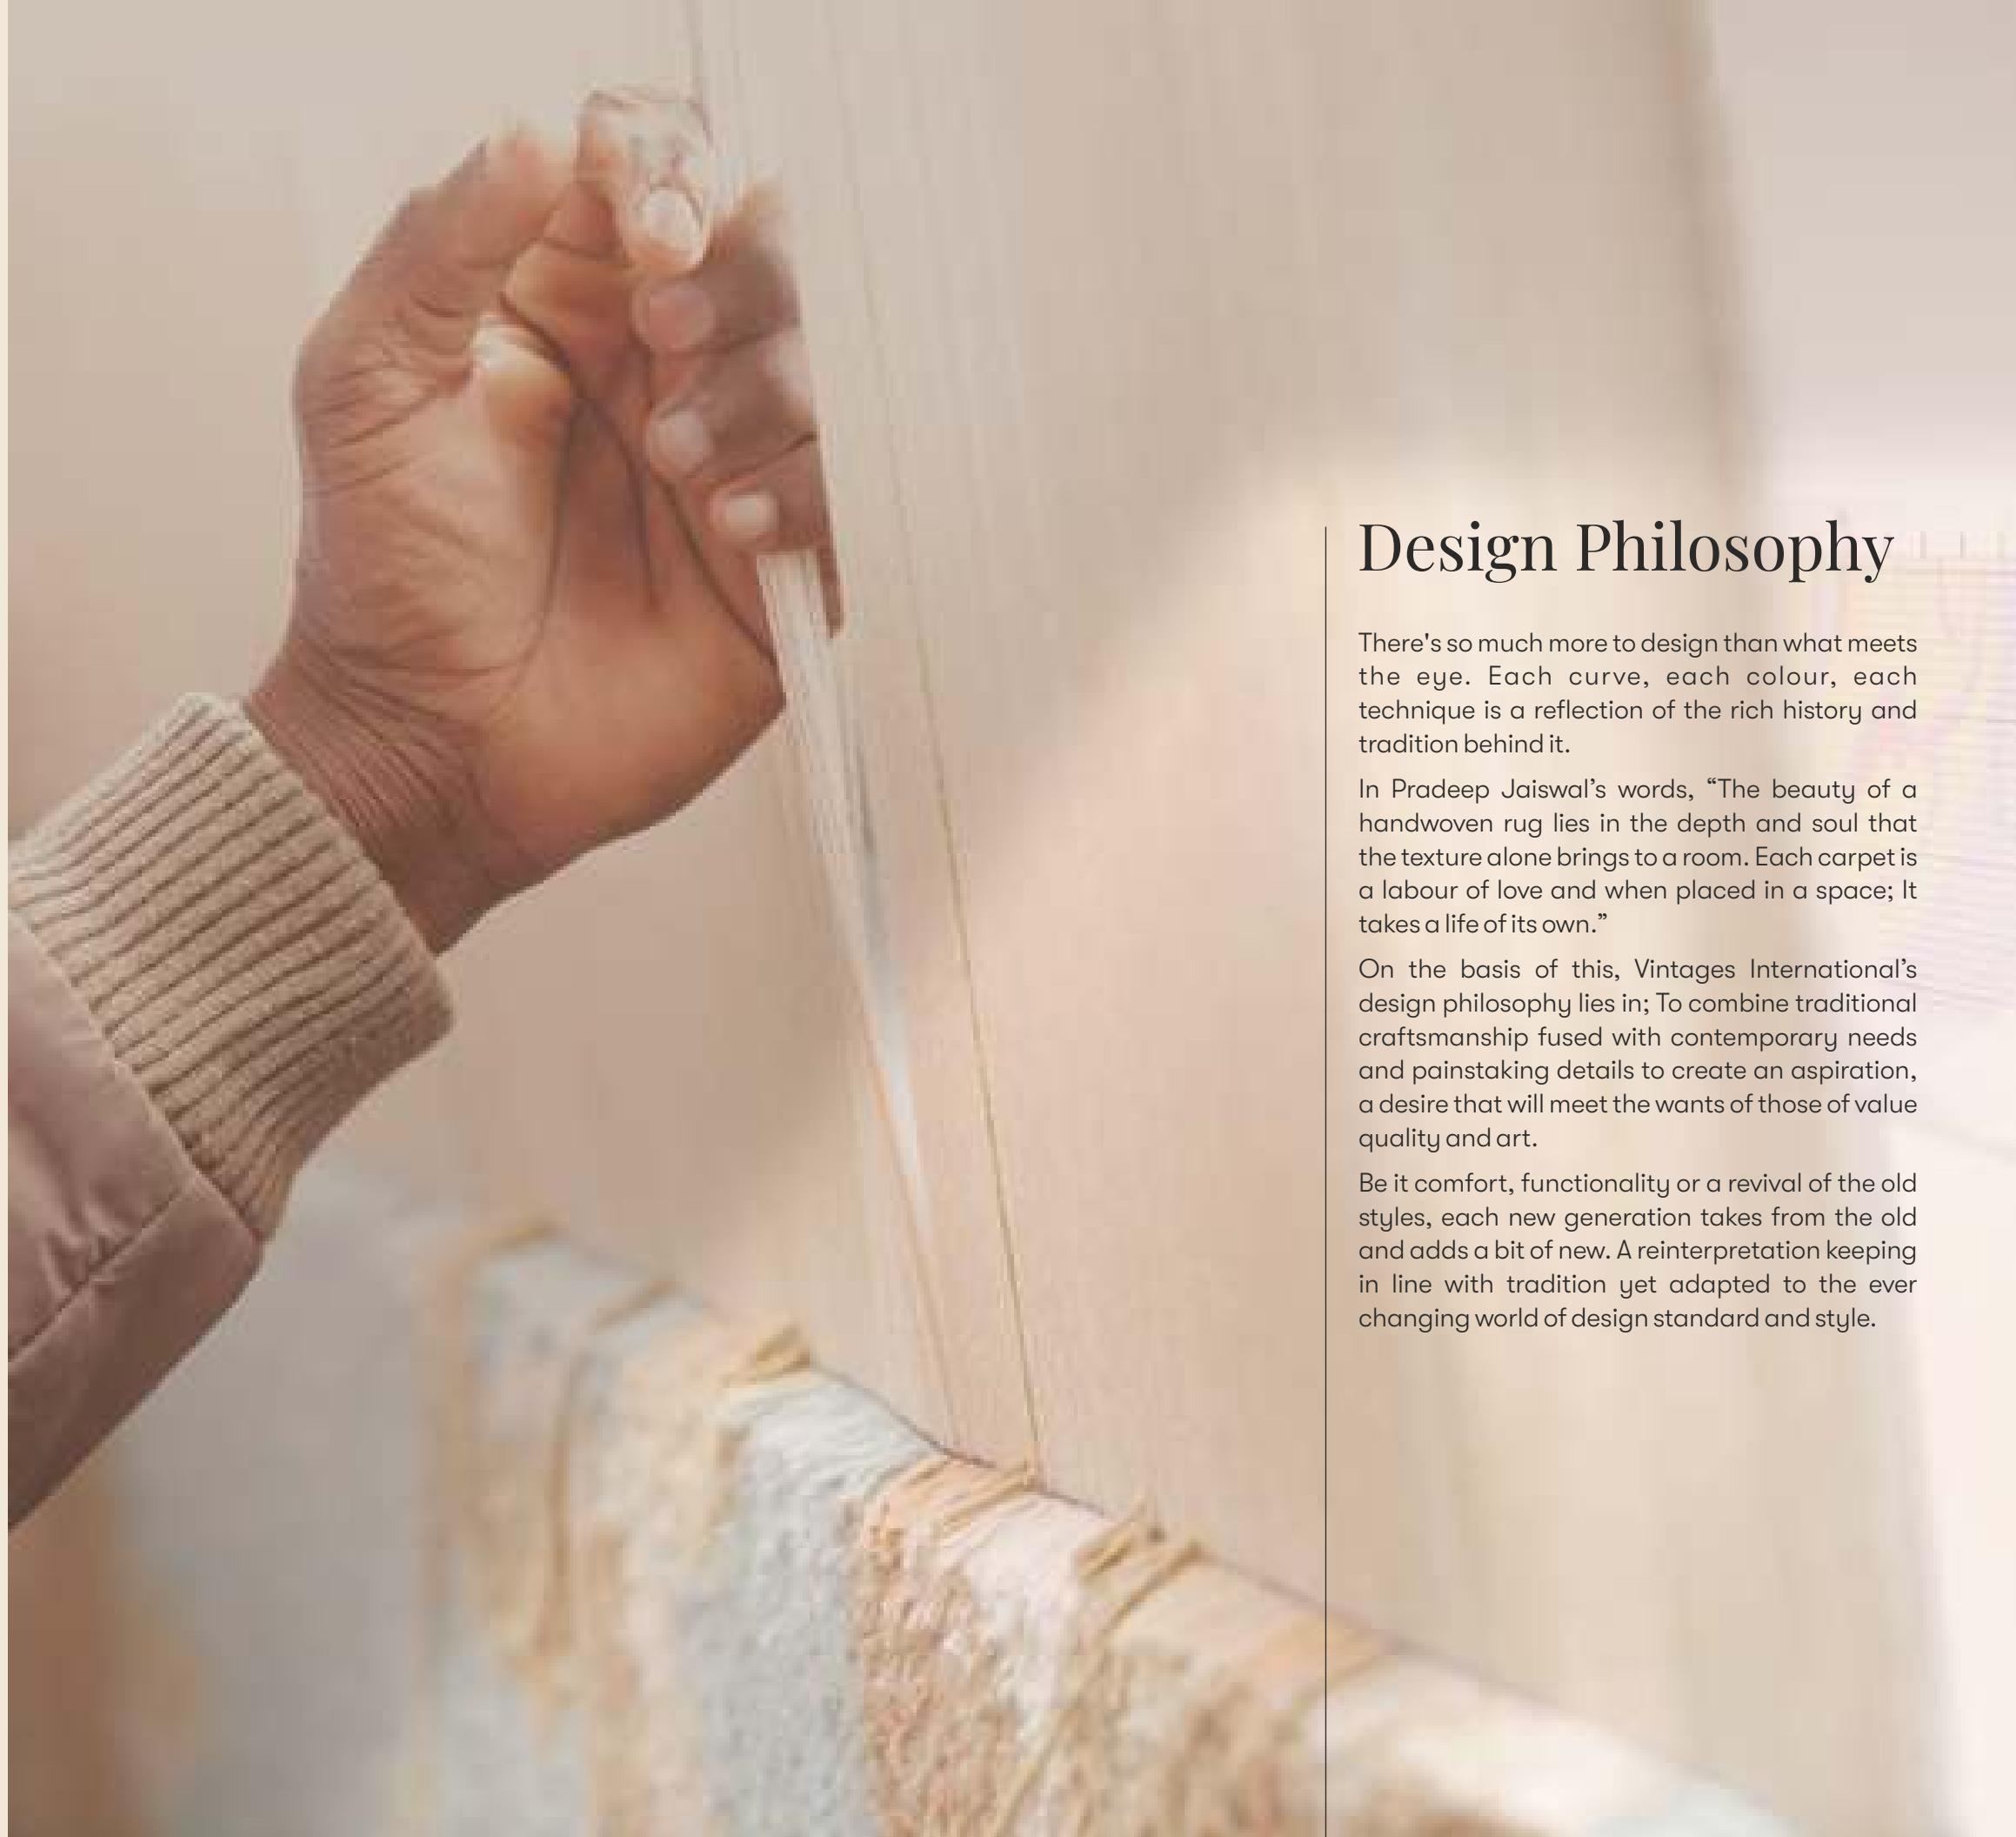 Design Philosophy
There's so much more to design than what meets
the eye. Each curve, each colour, each
technique is a reflection of the rich history and
tradition behind it.
In Pradeep Jaiswal’s words, “The beauty of a
handwoven rug lies in the depth and soul that
the texture alone brings to a room. Each carpet is
a labour of love and when placed in a space; It
takes a life of its own.”
On the basis of this, Vintages International’s
design philosophy lies in; To combine traditional
craftsmanship fused with contemporary needs
and painstaking details to create an aspiration,
a desire that will meet the wants of those of value
quality and art.
Be it comfort, functionality or a revival of the old
styles, each new generation takes from the old
and adds a bit of new. A reinterpretation keeping
in line with tradition yet adapted to the ever
changing world of design standard and style.